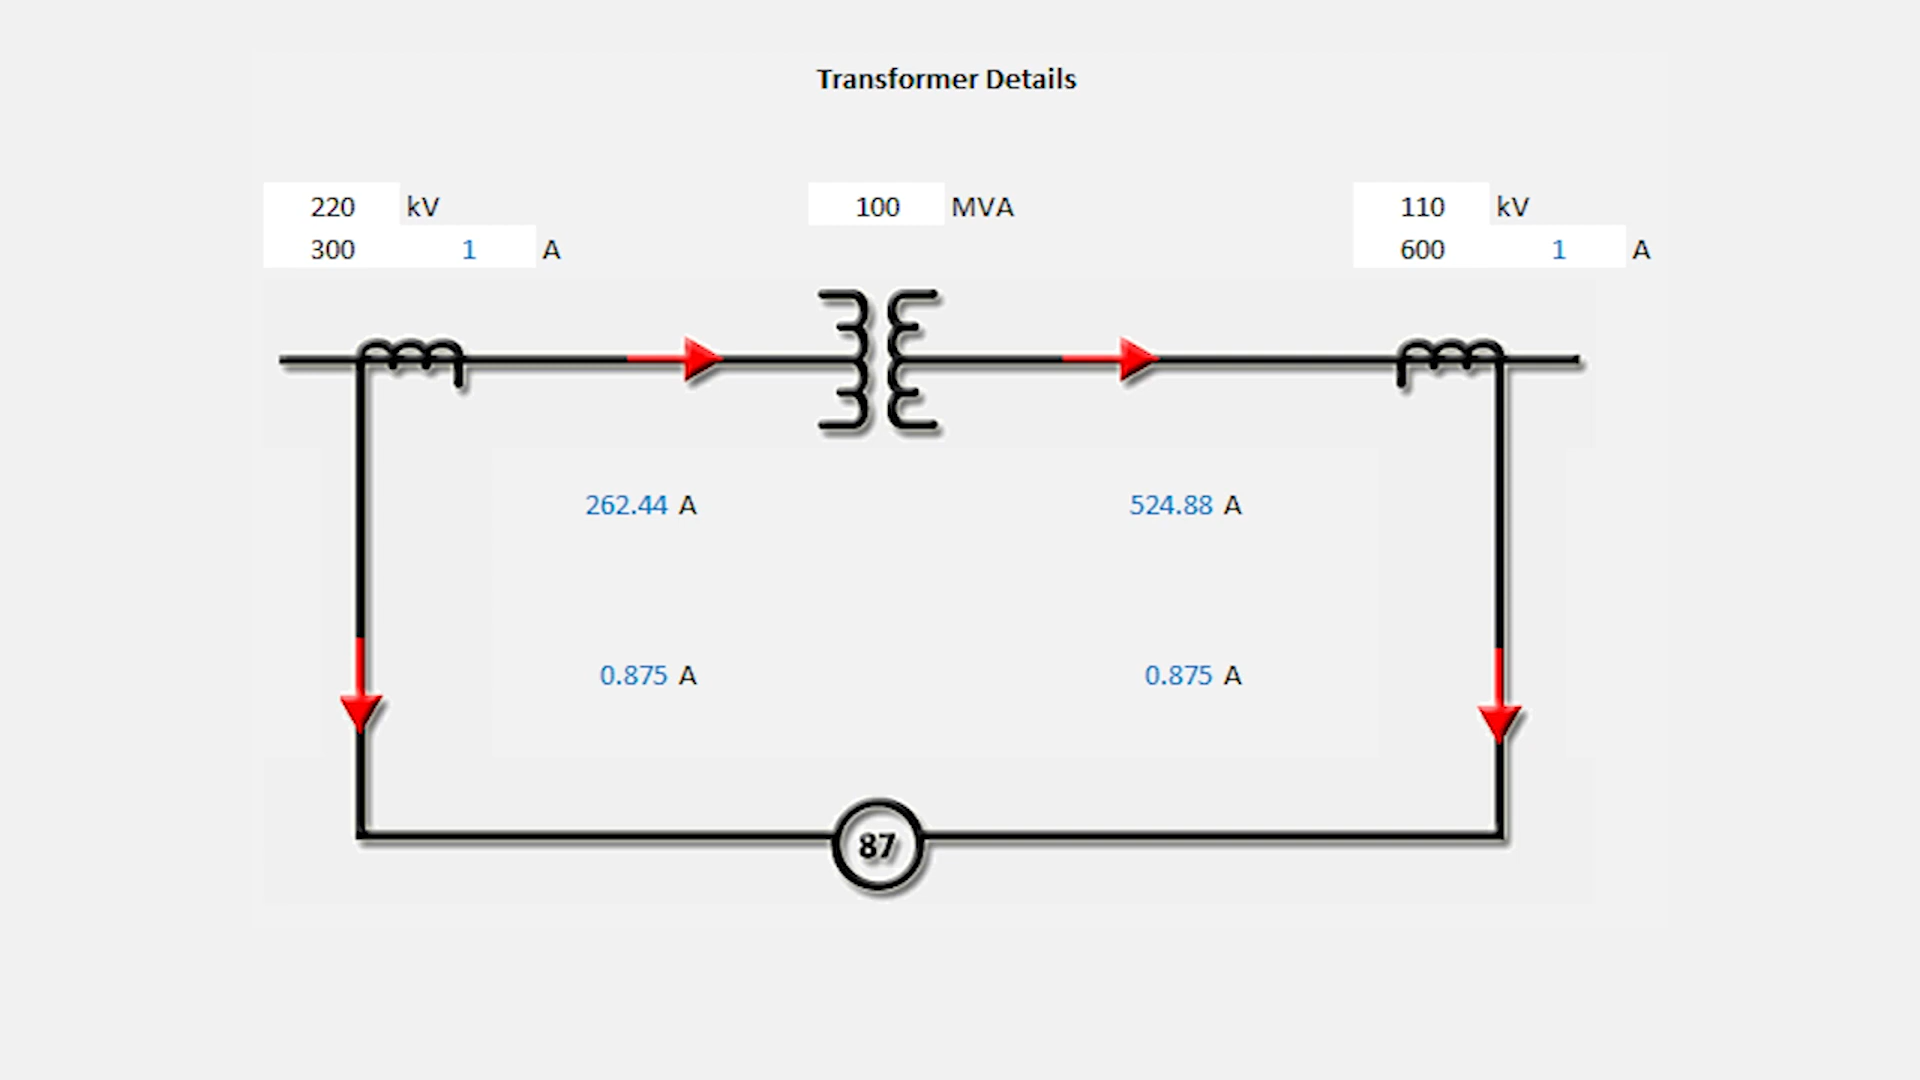 Transformer Details
220 kV 100 MVA 110 kV
300 1 A 600 1 A
262.44 A 524.88 A
0.875 A 0.875 A
87